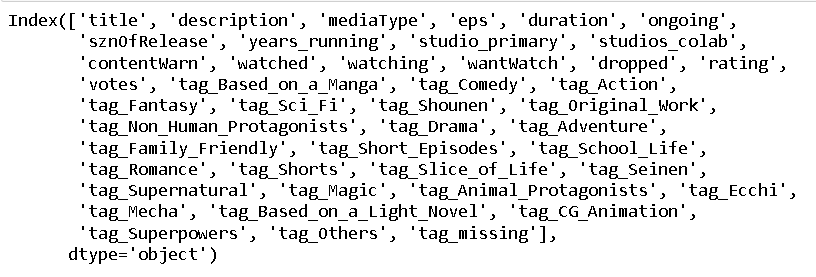 Index(['title', 'description', 'mediaType', 'eps', 'duration', 'ongoing',
'sznOfRelease', 'years_running', 'studio_primary', 'studios_colab',
'contentWarn', 'watched', 'watching', 'wantWatch', 'dropped', 'rating',
'votes', 'tag_Based_on_a_Manga', 'tag_Comedy', 'tag_Action',
'tag_Fantasy', 'tag_Sci_Fi', 'tag_Shounen', 'tag_Original_Work',
'tag_Non_Human_Protagonists', 'tag_Drama', 'tag_Adventure',
'tag_Family_Friendly', 'tag_Short_Episodes', 'tag_School_Life',
'tag_Romance', 'tag_Shorts', 'tag_Slice_of_Life', 'tag_Seinen',
'tag_Supernatural', 'tag_Magic', 'tag_Animal_Protagonists', 'tag_Ecchi',
'tag_Mecha', 'tag_Based_on_a_Light_Novel', 'tag_CG_Animation',
'tag_Superpowers', 'tag_Others', 'tag_missing'],
dtype='object')